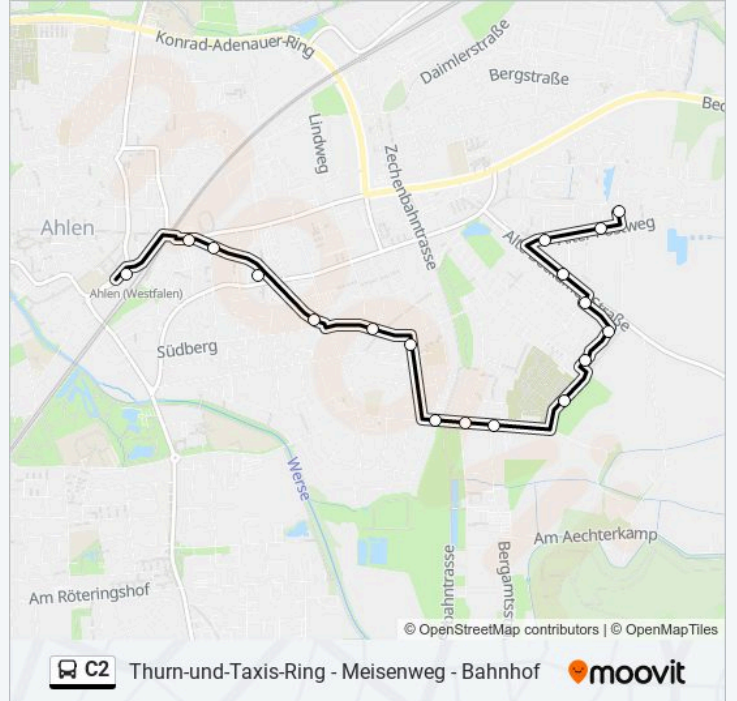 Konrad-Adenauer-Ring
Daimlerstraße
Bergstraße
Lindweg
Zechenbahntrasse
Ahlen
Ahlen (Westfalen)
Südberg
Werse
Am Aechterkamp
Am Röteringshof
© OpenStreetMap contributors | © OpenMapTiles
C2 Thurn-und-Taxis-Ring - Meisenweg - Bahnhof moovit